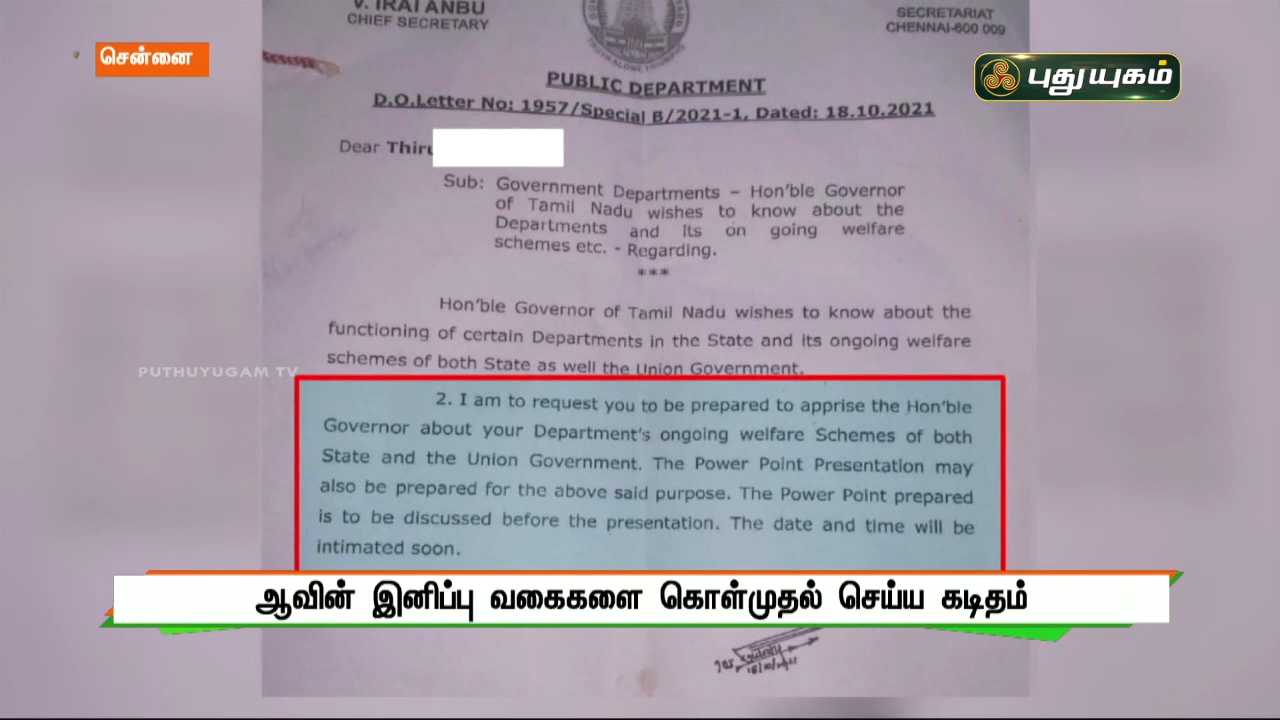 V. IRAI ANBU
CHIEF SECRETARY
SECRETARIAT
CHENNAI-600 009
சென்னை
புதுயுகம்
PUBLIC DEPARTMENT
D.O.Letter No: 1957/Special B/2021-1, Dated: 18.10.2021
Dear Thiru
Sub: Government Departments – Hon'ble Governor
of Tamil Nadu wishes to know about the
Departments and its on going welfare
schemes etc. - Regarding.
***
Hon'ble Governor of Tamil Nadu wishes to know about the
functioning of certain Departments in the State and its ongoing welfare
schemes of both State as well the Union Government.
PUTHUYUGAM TV
2. I am to request you to be prepared to apprise the Hon'ble
Governor about your Department's ongoing welfare Schemes of both
State and the Union Government. The Power Point Presentation may
also be prepared for the above said purpose. The Power Point prepared
is to be discussed before the presentation. The date and time will be
intimated soon.
ஆவின் இனிப்பு வகைகளை கொள்முதல் செய்ய கடிதம்